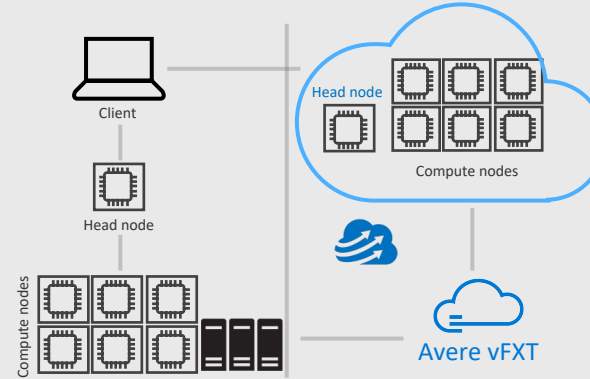 Client
Head node
Head node
Compute nodes
Compute nodes
Avere vFXT